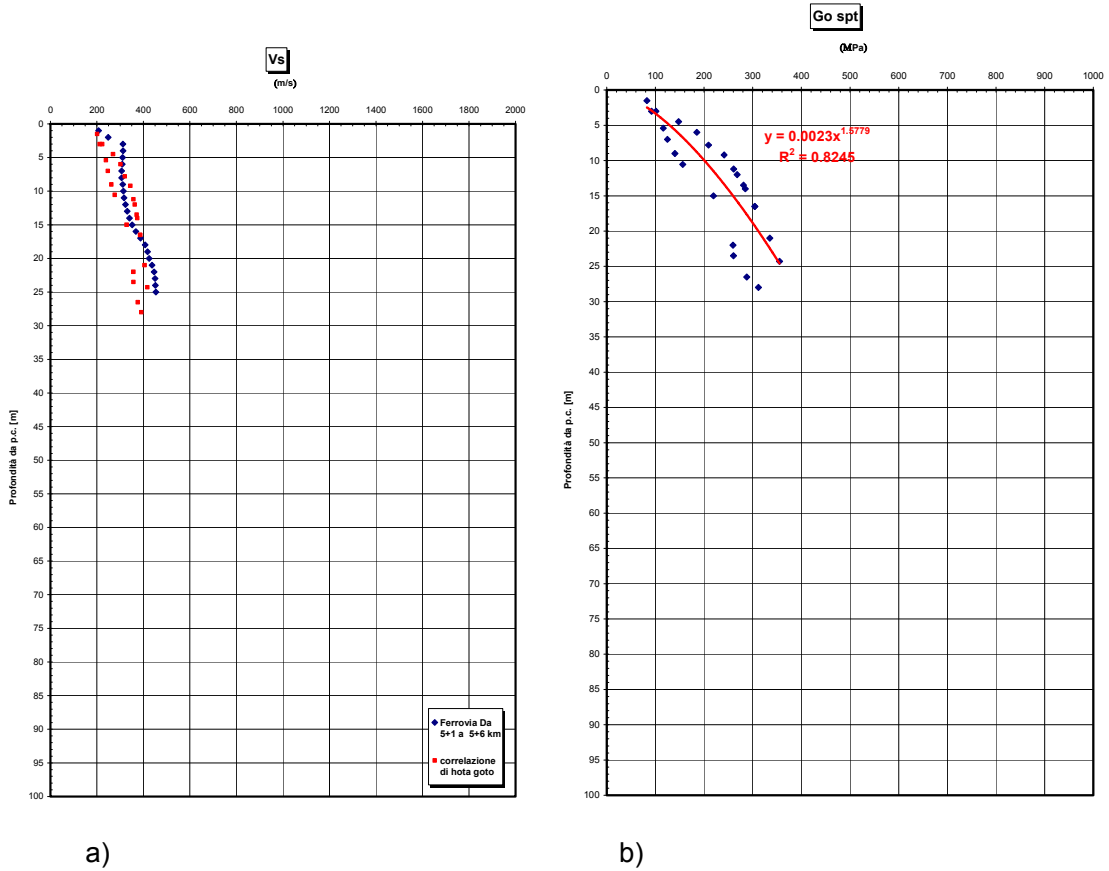 Vs
(m/s)
0 200 400 600 800 1000 1200 1400 1600 1800 2000
0
5
10
15
20
25
30
35
40
45
50
55
60
65
70
75
80
85
90
95
100
Profondità da p.c. [m]
Ferrovia Da
5+1 a 5+6 km
correlazione
di hota goto
a)
Go spt
(MPa)
0 100 200 300 400 500 600 700 800 900 1000
0
5
10
15
20
25
30
35
40
45
50
55
60
65
70
75
80
85
90
95
100
Profondità da p.c. [m]
y = 0.0023x^1.5779
R² = 0.8245
b)